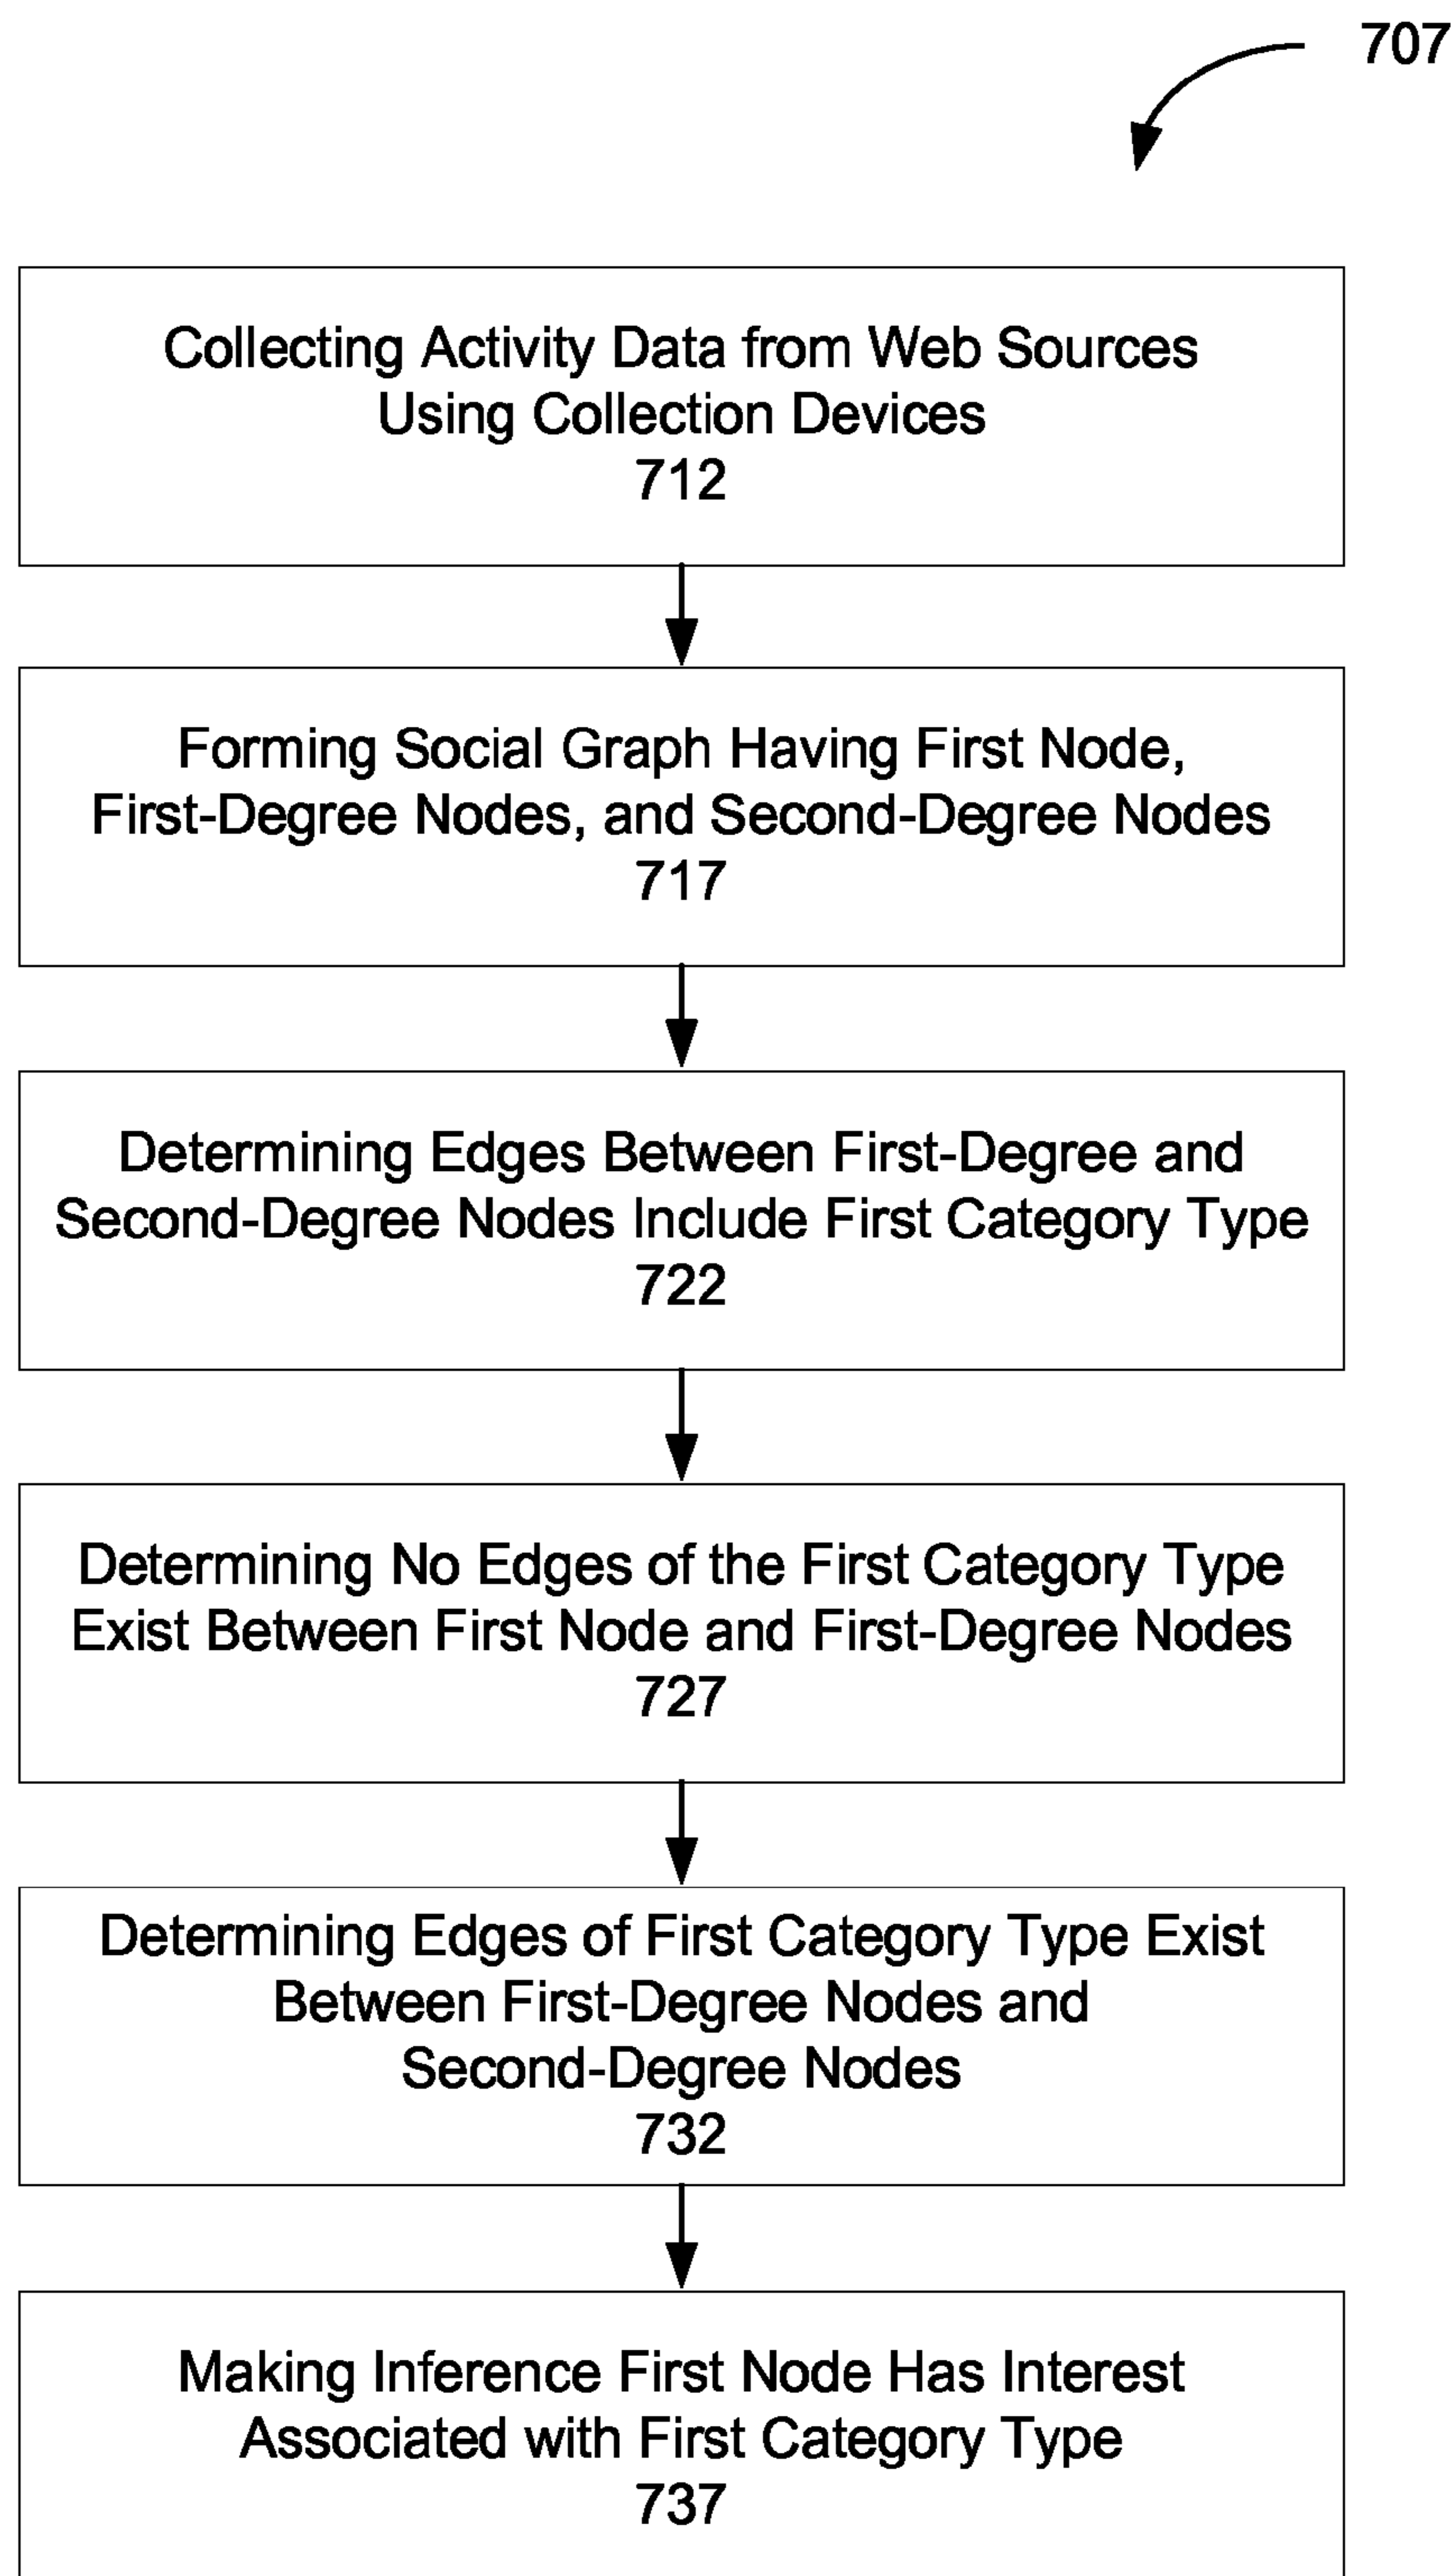 707
Collecting Activity Data from Web Sources
Using Collection Devices
712
Forming Social Graph Having First Node,
First-Degree Nodes, and Second-Degree Nodes
717
Determining Edges Between First-Degree and
Second-Degree Nodes Include First Category Type
722
Determining No Edges of the First Category Type
Exist Between First Node and First-Degree Nodes
727
Determining Edges of First Category Type Exist
Between First-Degree Nodes and
Second-Degree Nodes
732
Making Inference First Node Has Interest
Associated with First Category Type
737